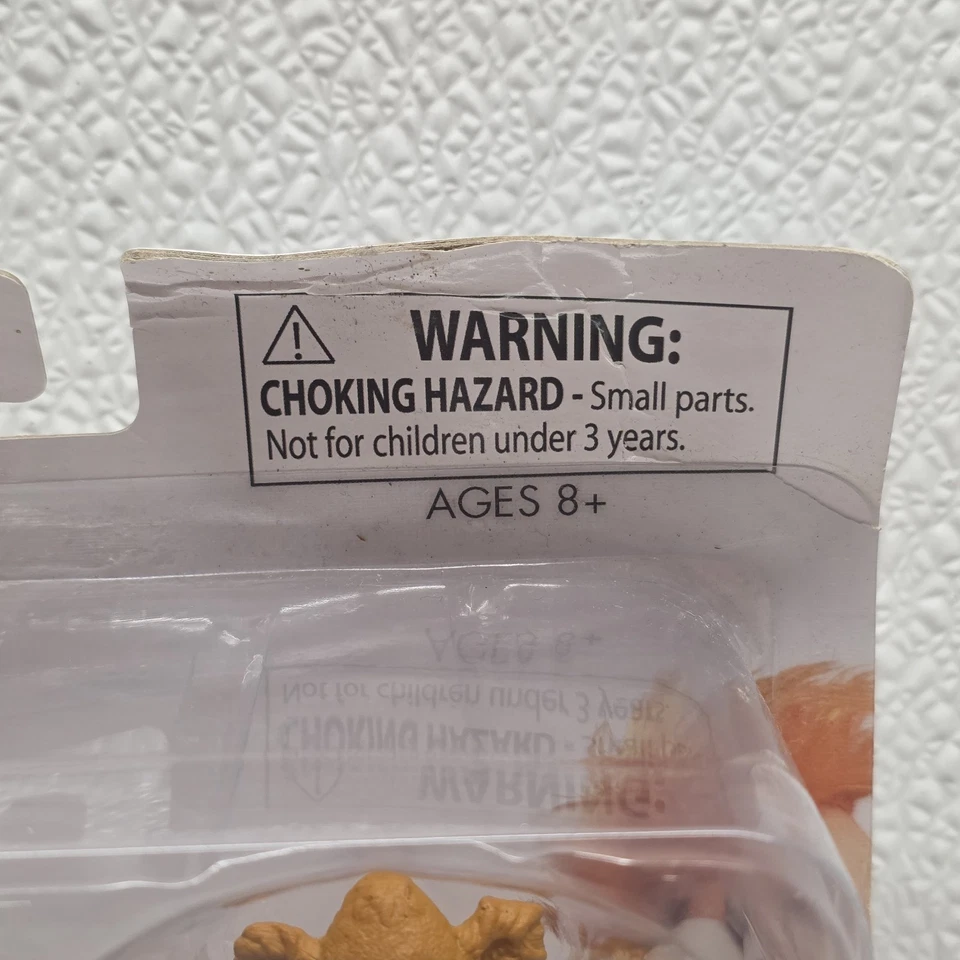 WARNING:
CHOKING HAZARD - Small parts.
Not for children under 3 years.
AGES 8+